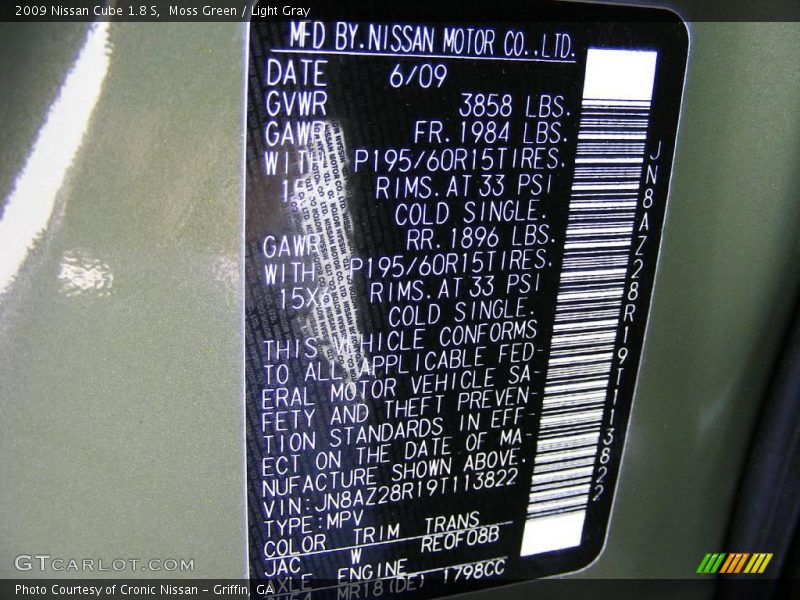 2009 Nissan Cube 1.8 S,  Moss Green / Light Gray
MFD BY.NISSAN MOTOR CO.,LTD.
DATE 6/09
GVWR 3858 LBS.
GAWR FR. 1984 LBS.
WITH P195/60R15TIRES.
RIMS. AT 33 PSI
COLD SINGLE.
GAWR RR. 1896 LBS.
WITH P195/60R15TIRES.
15X RIMS. AT 33 PSI
COLD SINGLE.
THIS VEHICLE CONFORMS
TO ALL APPLICABLE FED-
ERAL MOTOR VEHICLE SA-
FETY AND THEFT PREVEN-
TION STANDARDS IN EFF-
ECT ON THE DATE OF MA-
NUFACTURE SHOWN ABOVE.
VIN:JN8AZ28R19T113822
TYPE:MPV
COLOR TRIM TRANS
JAC W RE0F08B
AXLE ENGINE
MR18(DE) 1798CC
JN8AZ28R19T113822
GTCARLOT.COM
Photo Courtesy of Cronic Nissan – Griffin, GA